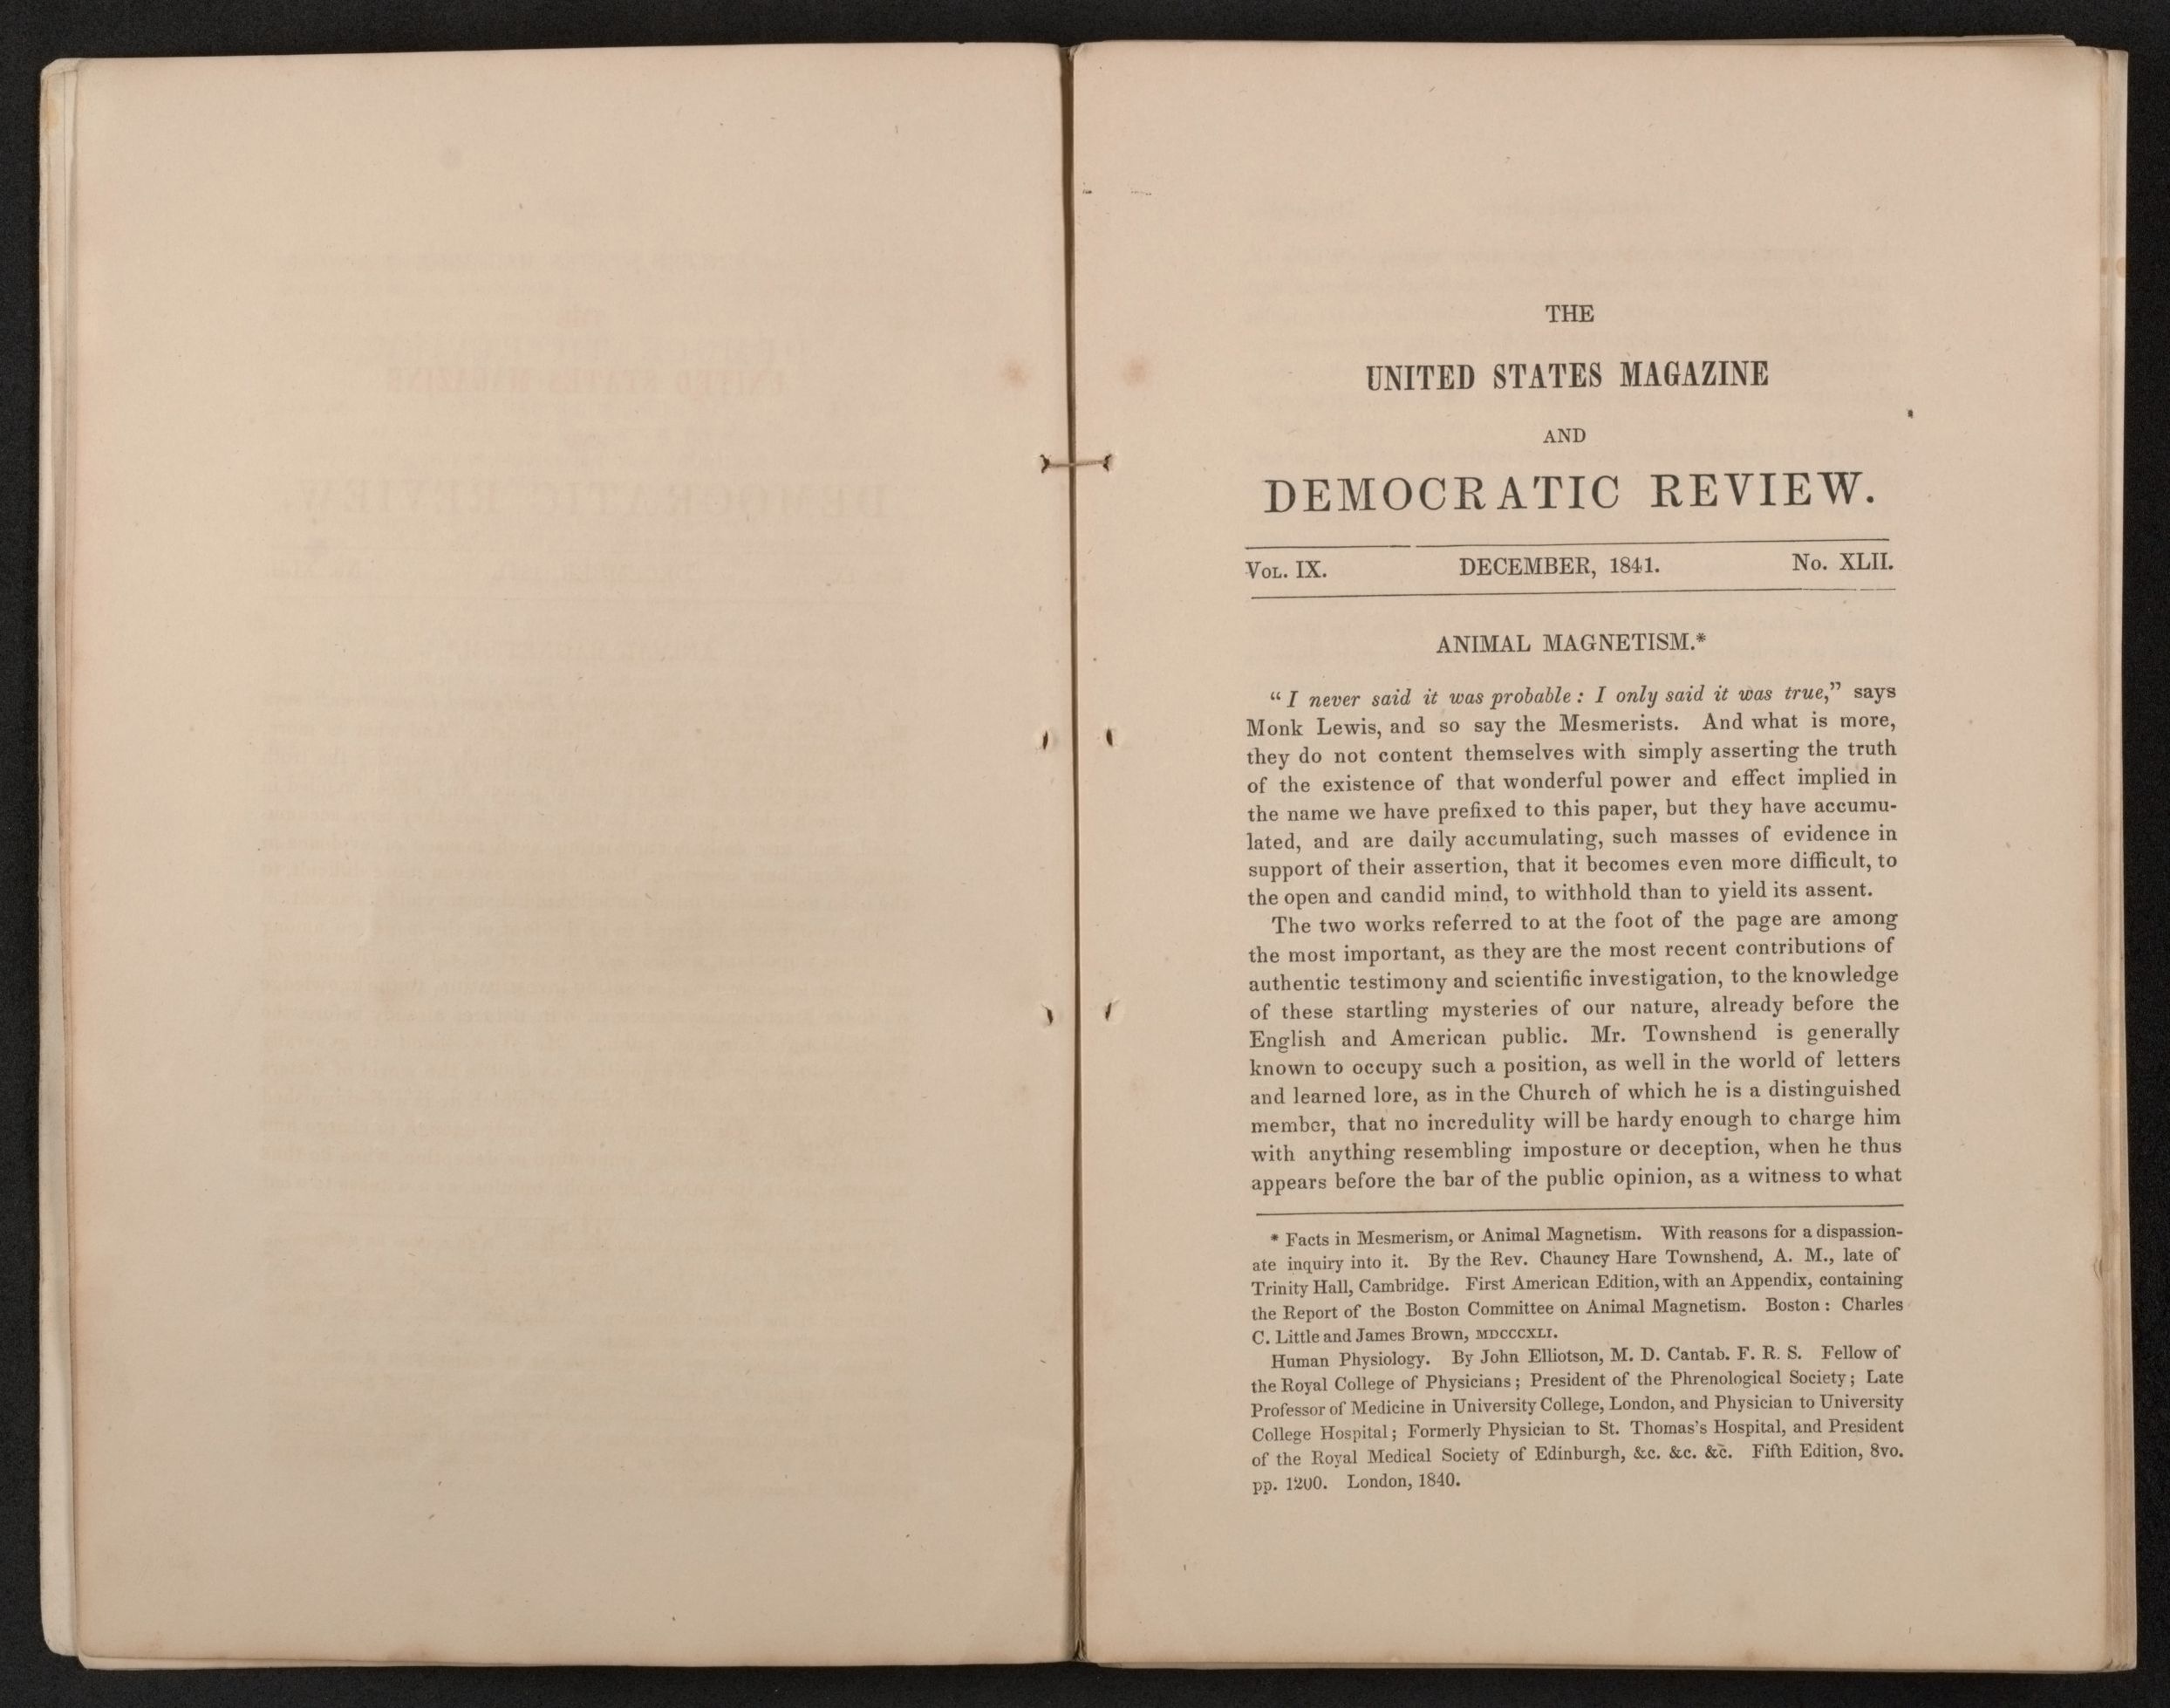 THE
UNITED STATES MAGAZINE
AND
DEMOCRATIC REVIEW.
Vol. IX. DECEMBER, 1841. No. XLII.
ANIMAL MAGNETISM.*
“I never said it was probable: I only said it was true,” says
Monk Lewis, and so say the Mesmerists. And what is more,
they do not content themselves with simply asserting the truth
of the existence of that wonderful power and effect implied in
the name we have prefixed to this paper, but they have accumu-
lated, and are daily accumulating, such masses of evidence in
support of their assertion, that it becomes even more difficult, to
the open and candid mind, to withhold than to yield its assent.
The two works referred to at the foot of the page are among
the most important, as they are the most recent contributions of
authentic testimony and scientific investigation, to the knowledge
of these startling mysteries of our nature, already before the
English and American public. Mr. Townshend is generally
known to occupy such a position, as well in the world of letters
and learned lore, as in the Church of which he is a distinguished
member, that no incredulity will be hardy enough to charge him
with anything resembling imposture or deception, when he thus
appears before the bar of the public opinion, as a witness to what
* Facts in Mesmerism, or Animal Magnetism. With reasons for a dispassion-
ate inquiry into it. By the Rev. Chauncy Hare Townshend, A. M., late of
Trinity Hall, Cambridge. First American Edition, with an Appendix, containing
the Report of the Boston Committee on Animal Magnetism. Boston: Charles
C. Little and James Brown, MDCCCXLI.
Human Physiology. By John Elliotson, M. D. Cantab. F. R. S. Fellow of
the Royal College of Physicians; President of the Phrenological Society; Late
Professor of Medicine in University College, London, and Physician to University
College Hospital; Formerly Physician to St. Thomas's Hospital, and President
of the Royal Medical Society of Edinburgh, &c. &c. &c. Fifth Edition, 8vo.
pp. 1200. London, 1840.